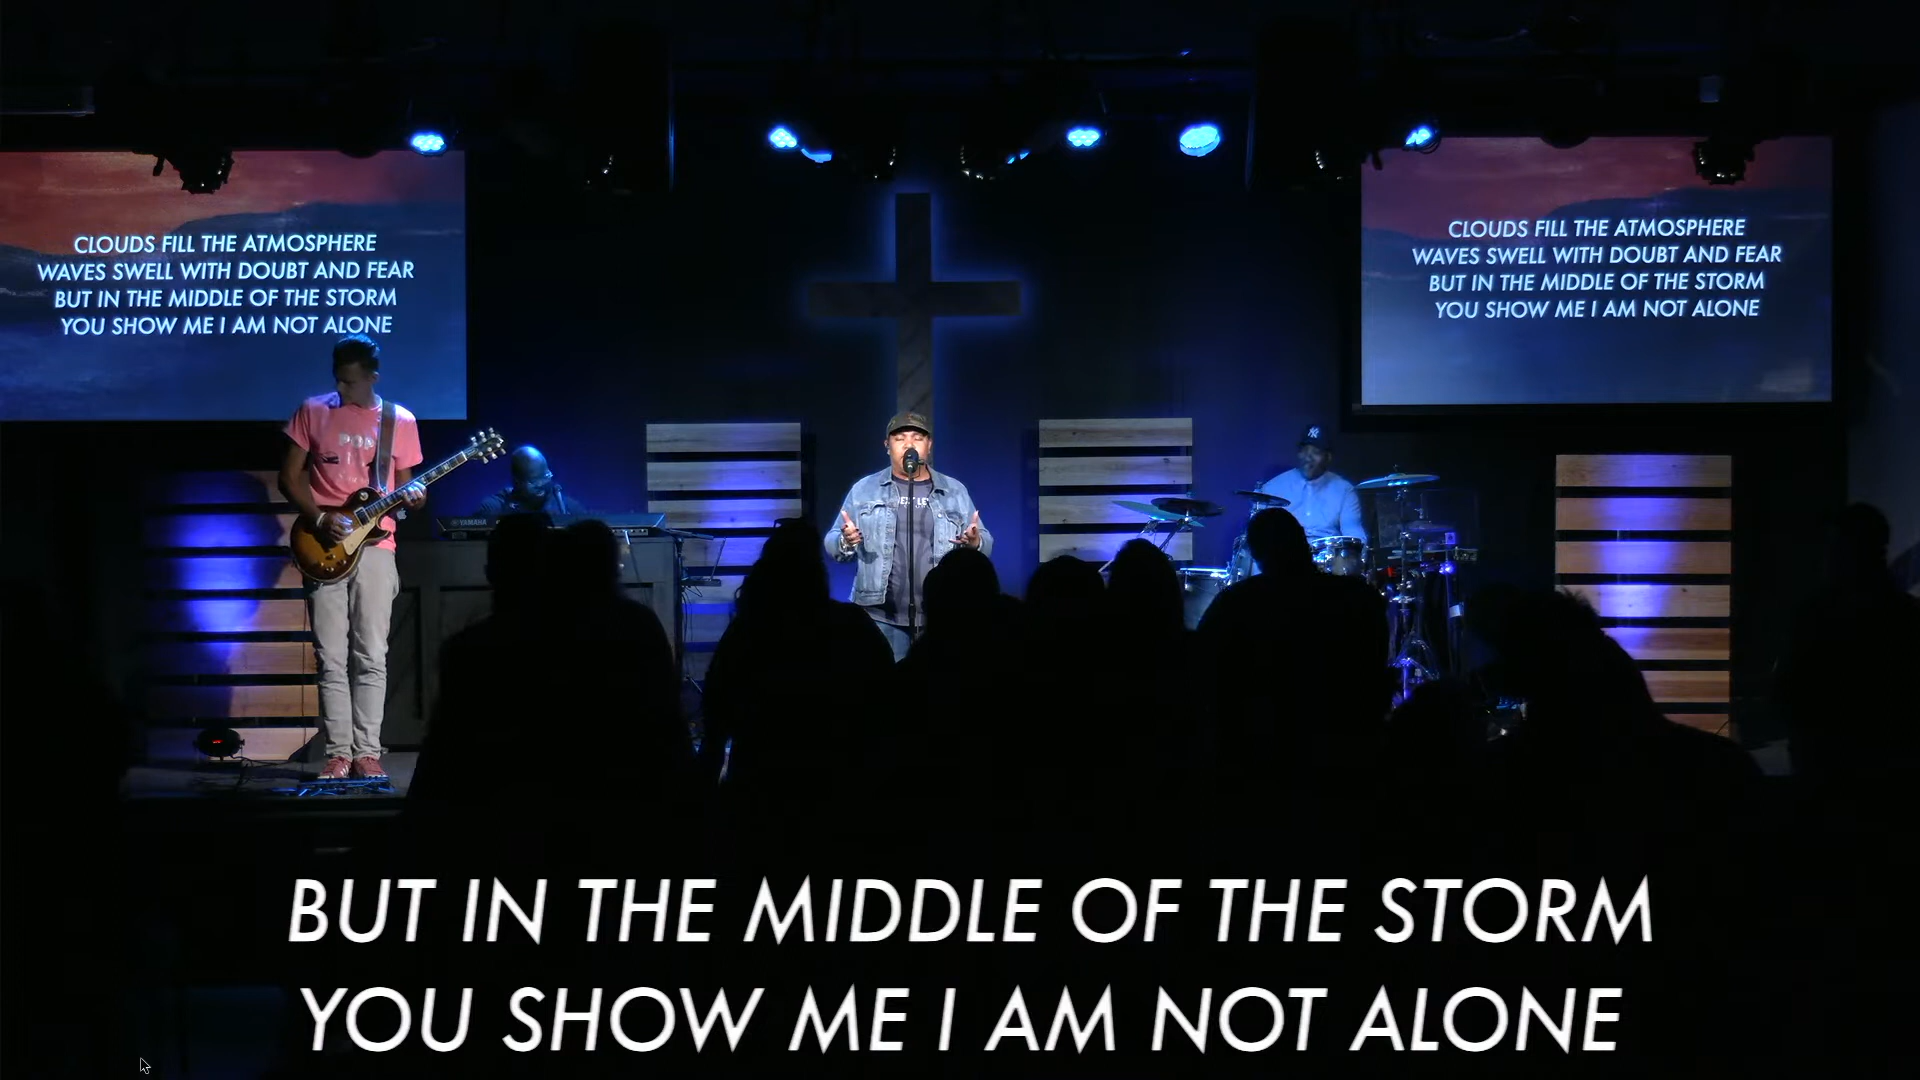 CLOUDS FILL THE ATMOSPHERE
WAVES SWELL WITH DOUBT AND FEAR
BUT IN THE MIDDLE OF THE STORM
YOU SHOW ME I AM NOT ALONE
CLOUDS FILL THE ATMOSPHERE
WAVES SWELL WITH DOUBT AND FEAR
BUT IN THE MIDDLE OF THE STORM
YOU SHOW ME I AM NOT ALONE
POP
YAMAHA
NY
BUT IN THE MIDDLE OF THE STORM
YOU SHOW ME I AM NOT ALONE